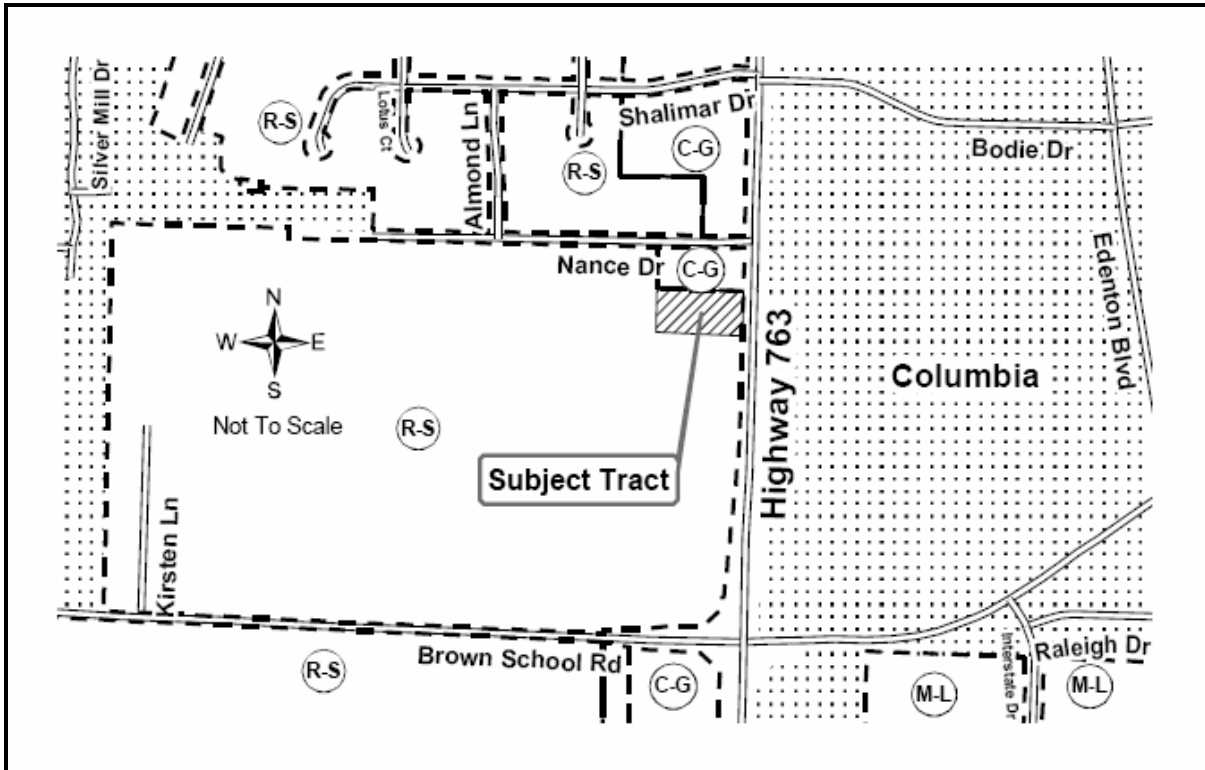 Silver Mill Dr
R-S
Lotus Ct
Almond Ln
R-S
Shalimar Dr
C-G
Bodie Dr
Edenton Blvd
Nance Dr
C-G
N
W E
S
Not To Scale
R-S
Subject Tract
Highway 763
Columbia
Kirsten Ln
R-S
Brown School Rd
C-G
M-L
Interstate Dr
Raleigh Dr
M-L